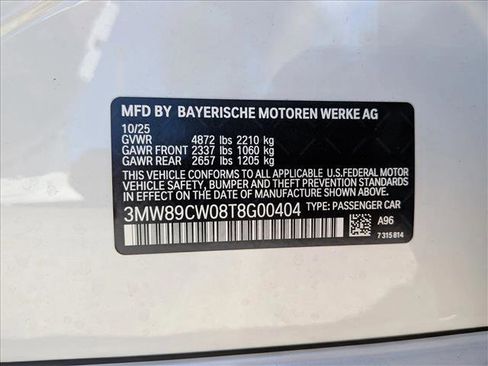 MFD BY BAYERISCHE MOTOREN WERKE AG
10/25
GVWR 4872 lbs 2210 kg
GAWR FRONT 2337 lbs 1060 kg
GAWR REAR 2657 lbs 1205 kg
THIS VEHICLE CONFORMS TO ALL APPLICABLE U.S. FEDERAL MOTOR
VEHICLE SAFETY, BUMPER, AND THEFT PREVENTION STANDARDS
IN EFFECT ON THE DATE OF MANUFACTURE SHOWN ABOVE.
3MW89CW08T8G00404 TYPE: PASSENGER CAR
A96
7 315 814